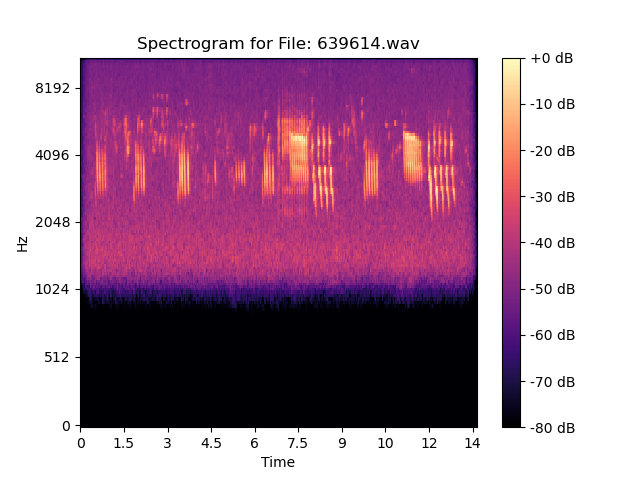 Spectrogram for File: 639614.wav
+0 dB
8192
-10 dB
4096
-20 dB
-30 dB
2048
Hz
-40 dB
1024
-50 dB
-60 dB
512
-70 dB
0
-80 dB
0 1.5 3 4.5 6 7.5 9 10 12 14
Time